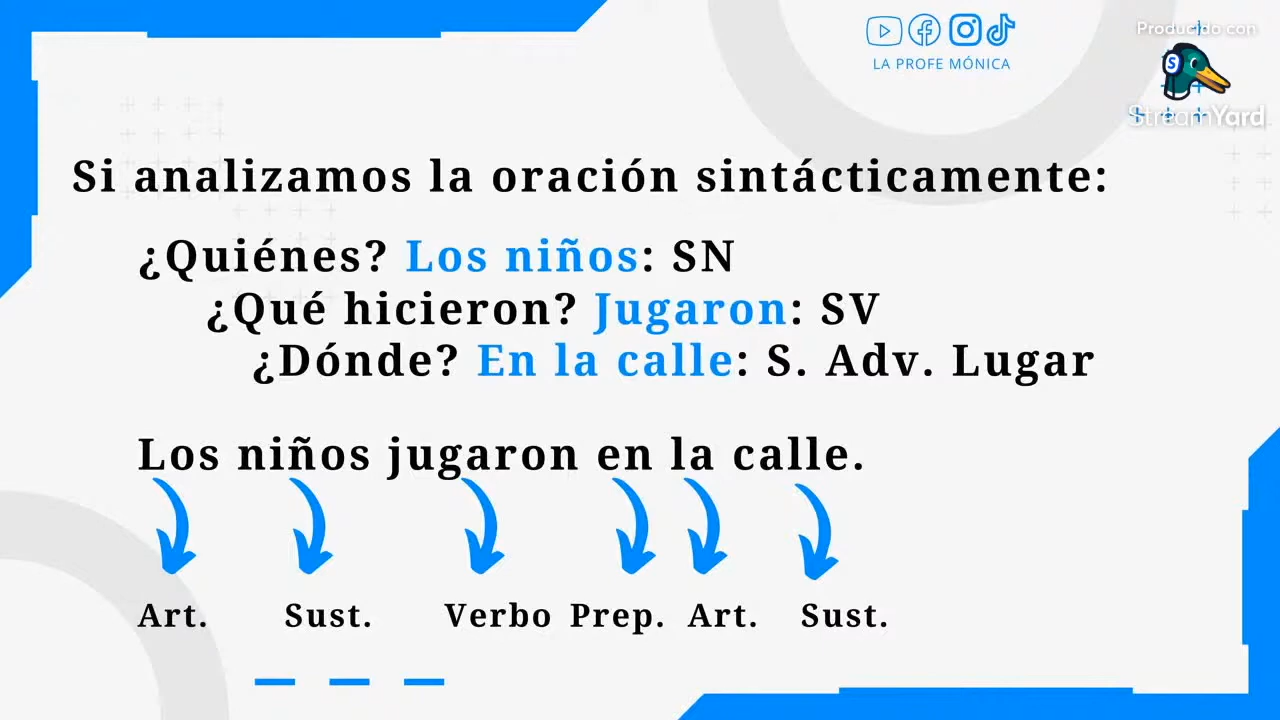 Producido con
LA PROFE MÓNICA
S
StreamYard
Si analizamos la oración sintácticamente:
¿Quiénes? Los niños: SN
¿Qué hicieron? Jugaron: SV
¿Dónde? En la calle: S. Adv. Lugar
Los niños jugaron en la calle.
Art. Sust. Verbo Prep. Art. Sust.